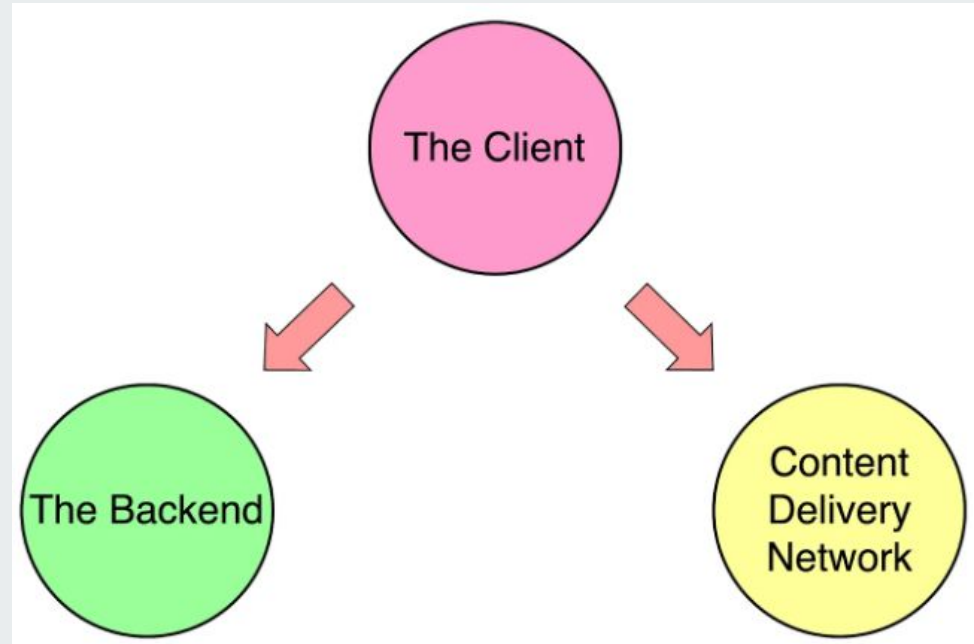 The Client
The Backend
Content
Delivery
Network